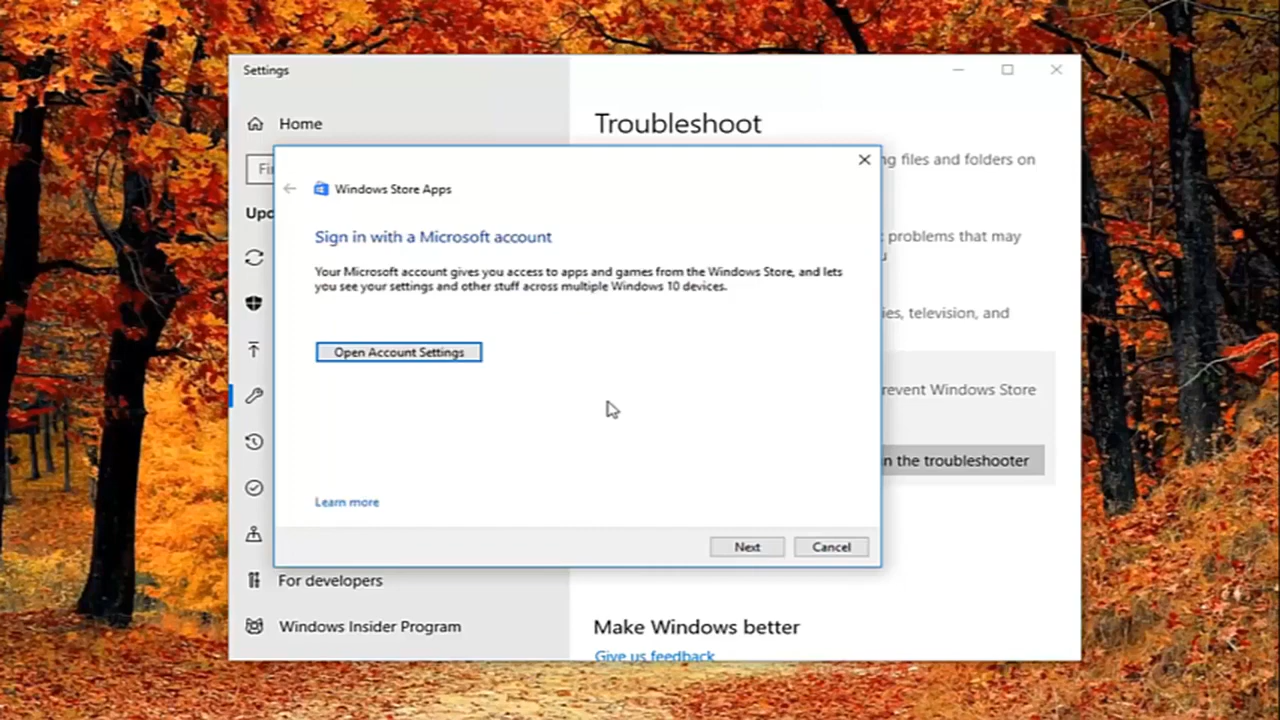 Settings
Home
Troubleshoot
ng files and folders on
Windows Store Apps
Upd
Sign in with a Microsoft account
problems that may
Your Microsoft account gives you access to apps and games from the Windows Store, and lets
you see your settings and other stuff across multiple Windows 10 devices.
ies, television, and
Open Account Settings
revent Windows Store
n the troubleshooter
Learn more
Next
Cancel
For developers
Windows Insider Program
Make Windows better
Give us feedback